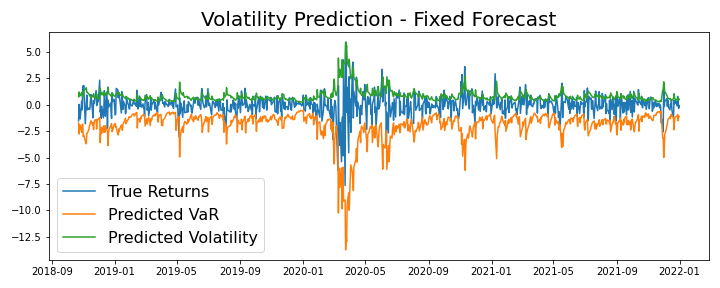 Volatility Prediction - Fixed Forecast
5.0
2.5
0.0
−2.5
−5.0
−7.5
−10.0
−12.5
True Returns
Predicted VaR
Predicted Volatility
2018-09 2019-01 2019-05 2019-09 2020-01 2020-05 2020-09 2021-01 2021-05 2021-09 2022-01